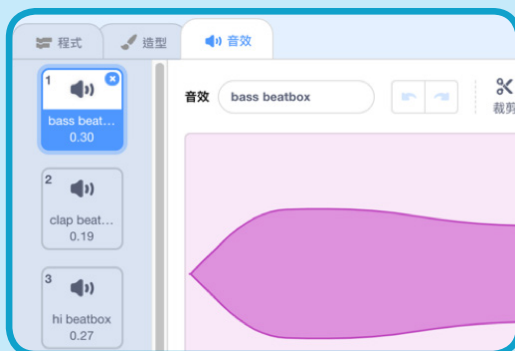 程式
造型
音效
1
bass beat...
0.30
2
clap beat...
0.19
3
hi beatbox
0.27
音效
bass beatbox
裁剪